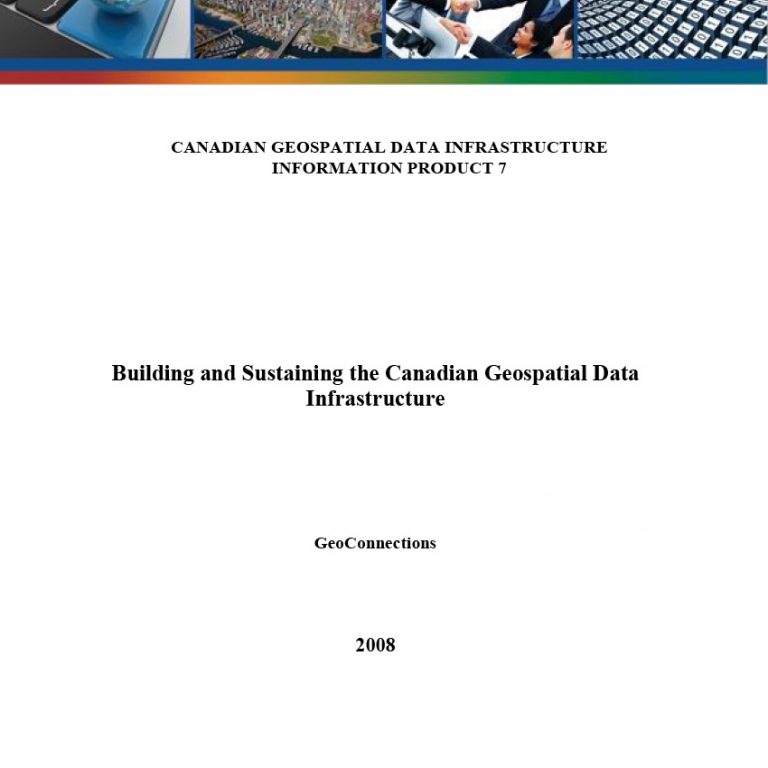 CANADIAN GEOSPATIAL DATA INFRASTRUCTURE
INFORMATION PRODUCT 7
Building and Sustaining the Canadian Geospatial Data
Infrastructure
GeoConnections
2008